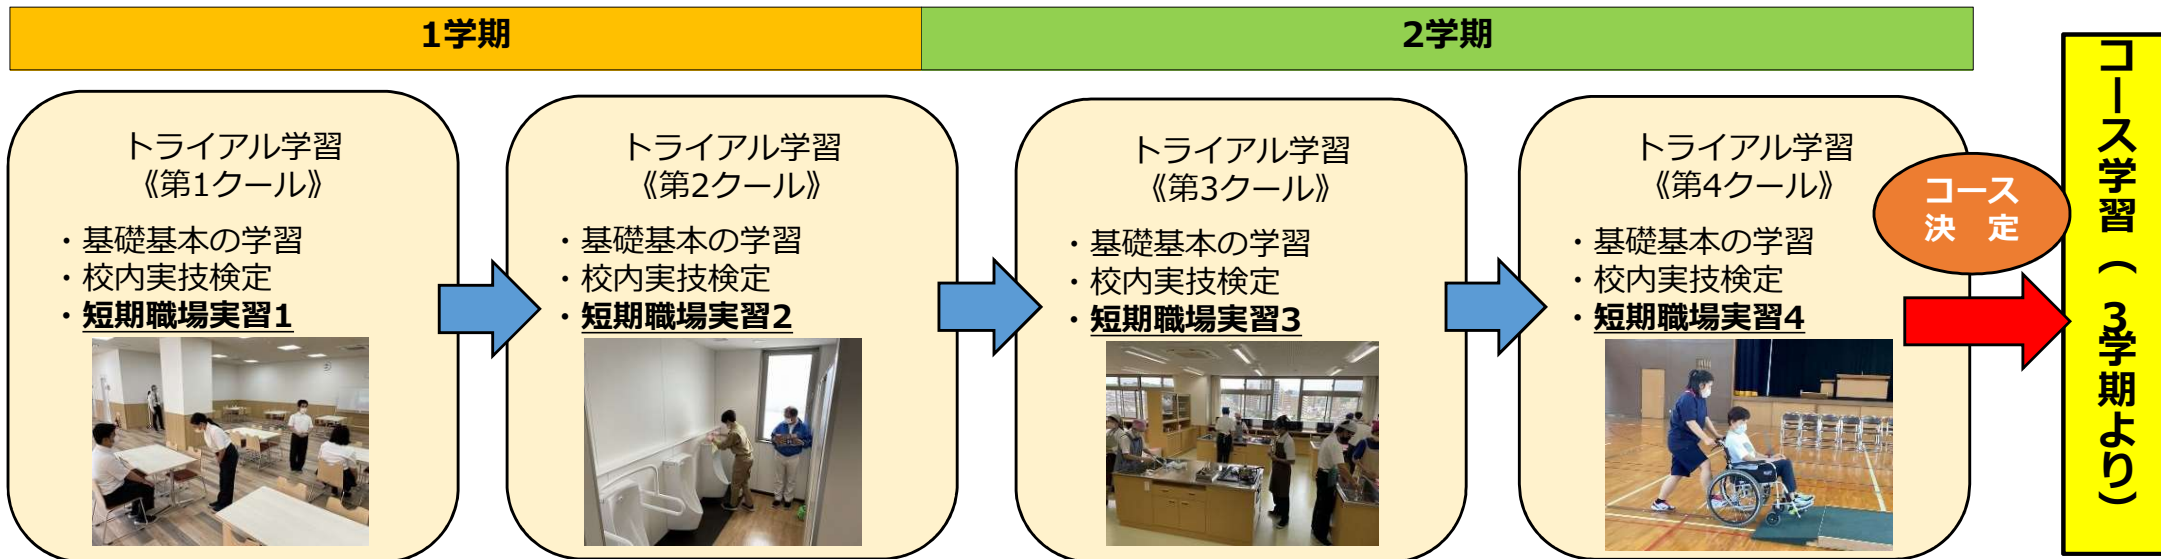 1学期
2学期
トライアル学習
《第1クール》
・基礎基本の学習
・校内実技検定
・短期職場実習1
トライアル学習
《第2クール》
・基礎基本の学習
・校内実技検定
・短期職場実習2
トライアル学習
《第3クール》
・基礎基本の学習
・校内実技検定
・短期職場実習3
トライアル学習
《第4クール》
・基礎基本の学習
・校内実技検定
・短期職場実習4
コース
決　定
コース学習（3学期より）